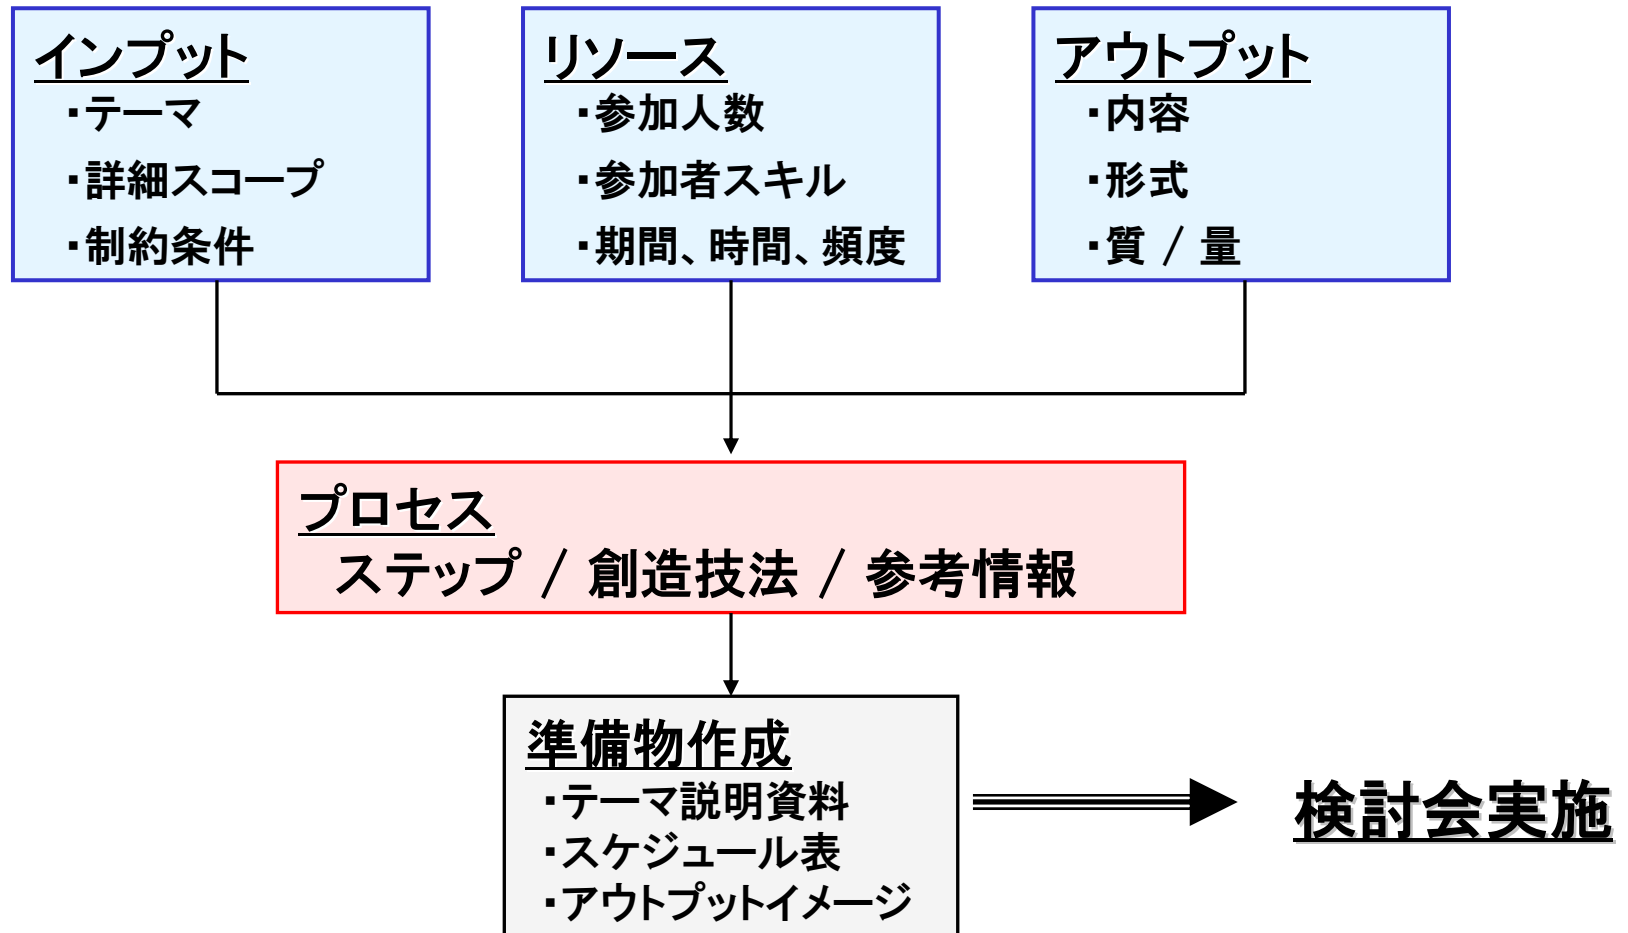 インプット
・テーマ
・詳細スコープ
・制約条件
リソース
・参加人数
・参加者スキル
・期間、時間、頻度
アウトプット
・内容
・形式
・質 / 量
プロセス
ステップ / 創造技法 / 参考情報
準備物作成
・テーマ説明資料
・スケジュール表
・アウトプットイメージ
検討会実施